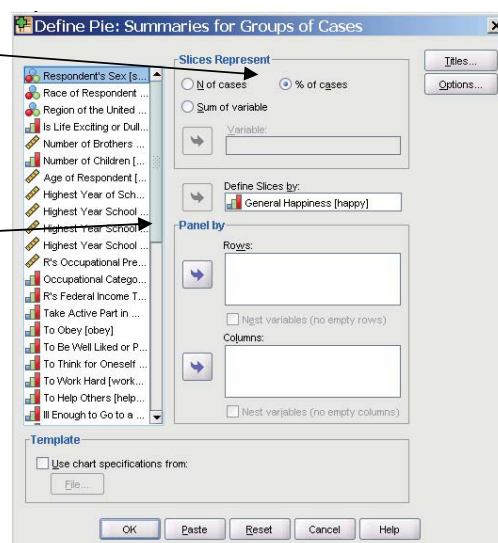 Define Pie: Summaries for Groups of Cases
Respondent's Sex [s...
Race of Respondent ...
Region of the United ...
Is Life Exciting or Dull...
Number of Brothers ...
Number of Children [...
Age of Respondent [...
Highest Year of Sch...
Highest Year School ...
Highest Year School ...
Highest Year School ...
R's Occupational Pre...
Occupational Catego...
R's Federal Income T...
Take Active Part in ...
To Obey [obey]
To Be Well Liked or P...
To Think for Oneself ...
To Work Hard [work...
To Help Others [help...
Ill Enough to Go to a ...
Slices Represent
N of cases
% of cases
Sum of variable
Variable:
Define Slices by:
General Happiness [happy]
Panel by
Rows:
Nest variables (no empty rows)
Columns:
Nest variables (no empty columns)
Titles...
Options...
Template
Use chart specifications from:
File...
OK
Paste
Reset
Cancel
Help